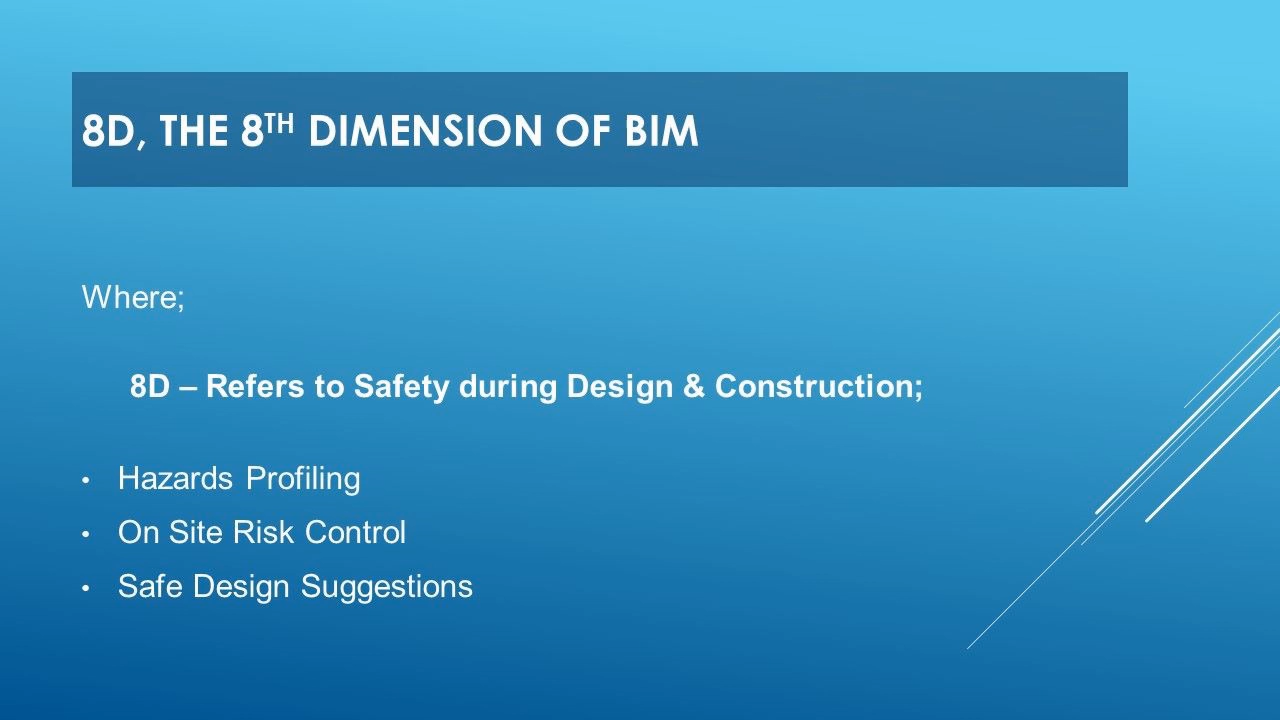 8D, THE 8TH DIMENSION OF BIM
Where;
8D – Refers to Safety during Design & Construction;
• Hazards Profiling
• On Site Risk Control
• Safe Design Suggestions